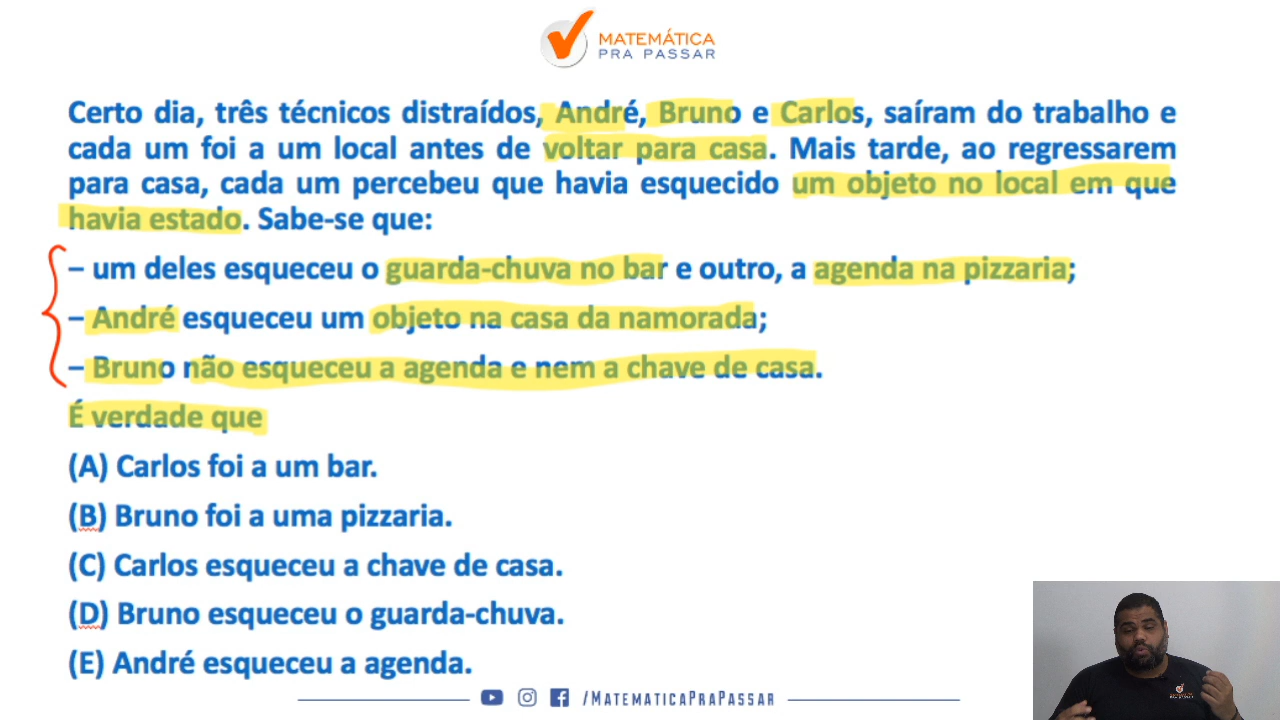 MATEMÁTICA
PRA PASSAR
Certo dia, três técnicos distraídos, André, Bruno e Carlos, saíram do trabalho e
cada um foi a um local antes de voltar para casa. Mais tarde, ao regressarem
para casa, cada um percebeu que havia esquecido um objeto no local em que
havia estado. Sabe-se que:
– um deles esqueceu o guarda-chuva no bar e outro, a agenda na pizzaria;
– André esqueceu um objeto na casa da namorada;
– Bruno não esqueceu a agenda e nem a chave de casa.
É verdade que
(A) Carlos foi a um bar.
(B) Bruno foi a uma pizzaria.
(C) Carlos esqueceu a chave de casa.
(D) Bruno esqueceu o guarda-chuva.
(E) André esqueceu a agenda.
/MATEMATICAPRAPASSAR